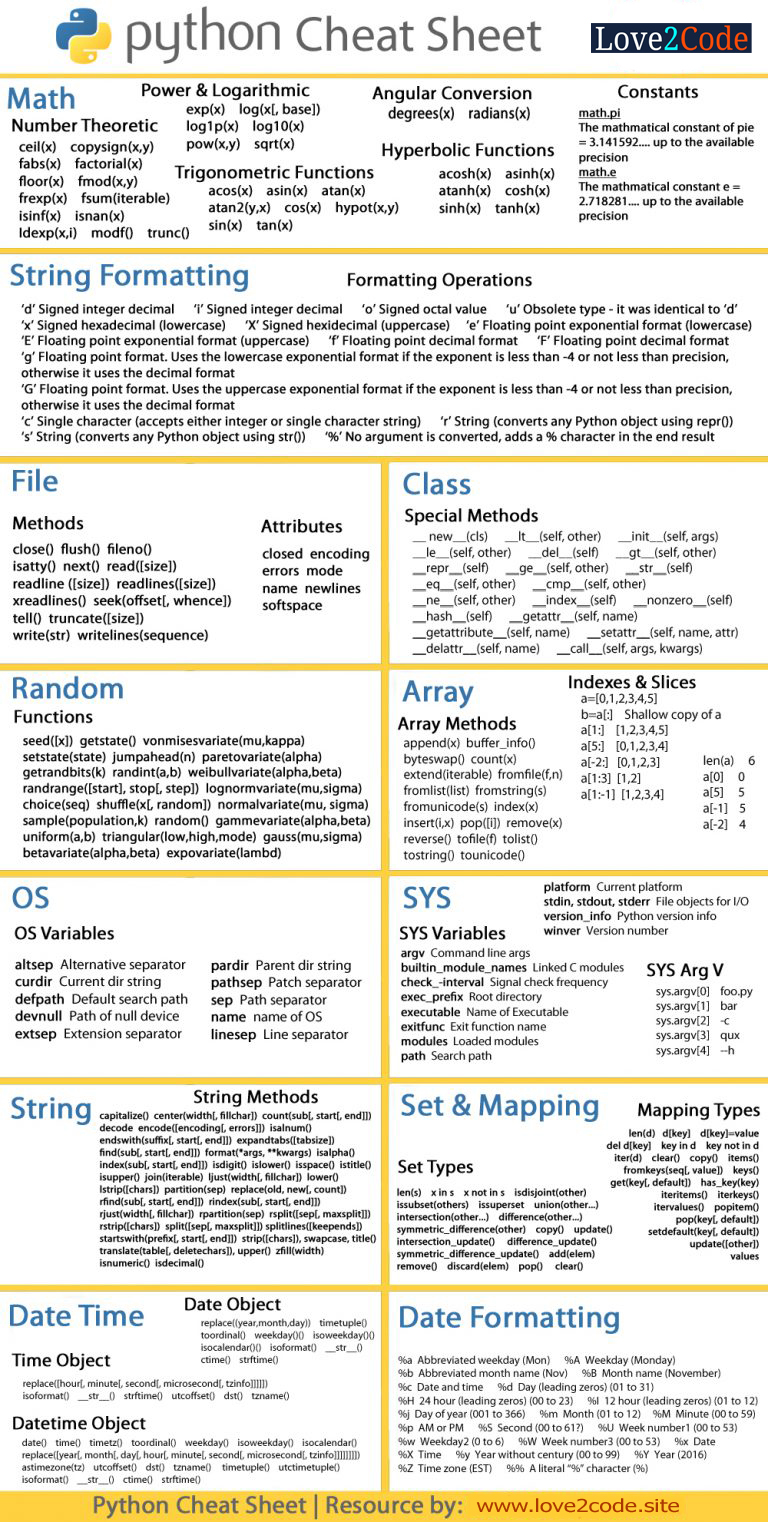 python Cheat Sheet
Love2Code
Math
Number Theoretic
ceil(x) copysign(x,y)
fabs(x) factorial(x)
floor(x) fmod(x,y)
frexp(x) fsum(iterable)
isinf(x) isnan(x)
ldexp(x,i) modf() trunc()
Power & Logarithmic
exp(x) log(x[, base])
log1p(x) log10(x)
pow(x,y) sqrt(x)
Trigonometric Functions
acos(x) asin(x) atan(x)
atan2(y,x) cos(x) hypot(x,y)
sin(x) tan(x)
Angular Conversion
degrees(x) radians(x)
Hyperbolic Functions
acosh(x) asinh(x)
atanh(x) cosh(x)
sinh(x) tanh(x)
Constants
math.pi
The mathmatical constant of pie
= 3.141592.... up to the available
precision
math.e
The mathmatical constant e =
2.718281.... up to the available
precision
String Formatting
Formatting Operations
'd' Signed integer decimal 'i' Signed integer decimal 'o' Signed octal value 'u' Obsolete type - it was identical to 'd'
'x' Signed hexadecimal (lowercase) 'X' Signed hexidecimal (uppercase) 'e' Floating point exponential format (lowercase)
'E' Floating point exponential format (uppercase) 'f' Floating point decimal format 'F' Floating point decimal format
'g' Floating point format. Uses the lowercase exponential format if the exponent is less than -4 or not less than precision,
otherwise it uses the decimal format
'G' Floating point format. Uses the uppercase exponential format if the exponent is less than -4 or not less than precision,
otherwise it uses the decimal format
'c' Single character (accepts either integer or single character string) 'r' String (converts any Python object using repr())
's' String (converts any Python object using str()) '%' No argument is converted, adds a % character in the end result
File
Methods
close() flush() fileno()
isatty() next() read([size])
readline ([size]) readlines([size])
xreadlines() seek(offset[, whence])
tell() truncate([size])
write(str) writelines(sequence)
Attributes
closed encoding
errors mode
name newlines
softspace
Class
Special Methods
__ new__(cls) __lt__(self, other) __init__(self, args)
__le__(self, other) __del__(self) __gt__(self, other)
__repr__(self) __ge__(self, other) __str__(self)
__eq__(self, other) __cmp__(self, other)
__ne__(self, other) __index__(self) __nonzero__(self)
__hash__(self) __getattr__(self, name)
__getattribute__(self, name) __setattr__(self, name, attr)
__delattr__(self, name) __call__(self, args, kwargs)
Random
Functions
seed([x]) getstate() vonmisesvariate(mu,kappa)
setstate(state) jumpahead(n) paretovariate(alpha)
getrandbits(k) randint(a,b) weibullvariate(alpha,beta)
randrange([start], stop[, step]) lognormvariate(mu,sigma)
choice(seq) shuffle(x[, random]) normalvariate(mu, sigma)
sample(population,k) random() gammevariate(alpha,beta)
uniform(a,b) triangular(low,high,mode) gauss(mu,sigma)
betavariate(alpha,beta) expovariate(lambd)
Array
Array Methods
append(x) buffer_info()
byteswap() count(x)
extend(iterable) fromfile(f,n)
fromlist(list) fromstring(s)
fromunicode(s) index(x)
insert(i,x) pop([i]) remove(x)
reverse() tofile(f) tolist()
tostring() tounicode()
Indexes & Slices
a=[0,1,2,3,4,5]
b=a[:] Shallow copy of a
a[1:] [1,2,3,4,5]
a[5:] [0,1,2,3,4]
a[-2:] [0,1,2,3]
a[1:3] [1,2]
a[1:-1] [1,2,3,4]
len(a) 6
a[0] 0
a[5] 5
a[-1] 5
a[-2] 4
OS
OS Variables
altsep Alternative separator
curdir Current dir string
defpath Default search path
devnull Path of null device
extsep Extension separator
pardir Parent dir string
pathsep Patch separator
sep Path separator
name name of OS
linesep Line separator
SYS
SYS Variables
argv Command line args
builtin_module_names Linked C modules
check_-interval Signal check frequency
exec_prefix Root directory
executable Name of Executable
exitfunc Exit function name
modules Loaded modules
path Search path
platform Current platform
stdin, stdout, stderr File objects for I/O
version_info Python version info
winver Version number
SYS Arg V
sys.argv[0] foo.py
sys.argv[1] bar
sys.argv[2] -c
sys.argv[3] qux
sys.argv[4] --h
String
String Methods
capitalize() center(width[, fillchar]) count(sub[, start[, end]])
decode encode([encoding[, errors]]) isalnum()
endswith(suffix[, start[, end]]) expandtabs([tabsize])
find(sub[, start[, end]]) format(*args, **kwargs) isalpha()
index(sub[, start[, end]]) isdigit() islower() isspace() istitle()
isupper() join(iterable) ljust(width[, fillchar]) lower()
lstrip([chars]) partition(sep) replace(old, new[, count]
rfind(sub[, start[, end]]) rindex(sub[, start[, end]])
rjust(width[, fillchar]) rpartition(sep) rsplit([sep[, maxsplit]])
rstrip([chars]) split([sep[, maxsplit]]) splitlines([keepends])
startswith(prefix[, start[, end]]) strip([chars]), swapcase, title()
translate(table[, deletechars]), upper() zfill(width)
isnumeric() isdecimal()
Set & Mapping
Set Types
len(s) x in s x not in s isdisjoint(other)
issubset(others) issuperset union(other...)
intersection(other...) difference(other...)
symmetric_difference(other) copy() update()
intersection_update() difference_update()
symmetric_difference_update() add(elem)
remove() discard(elem) pop() clear()
Mapping Types
len(d) d[key] d[key]=value
del d[key] key in d key not in d
iter(d) clear() copy() items()
fromkeys(seq[, value]) keys()
get(key[, default]) has_key(key)
iteritems() iterkeys()
itervalues() popitem()
pop(key[, default])
setdefault(key[, default])
update([other])
values
Date Time
Date Object
replace((year,month,day)) timetuple()
toordinal() weekday()) isoweekday()()
isocalendar()() isoformat() __str__()
ctime() strftime()
Time Object
replace([hour[, minute[, second[, microsecond[, tzinfo]]]]])
isoformat() __str__() strftime() utcoffset() dst() tzname()
Datetime Object
date() time() timetz() toordinal() weekday() isoweekday() isocalendar()
replace([year[, month[, day[, hour[, minute[, second[, microsecond[, tzinfo]]]]]]]])
astimezone(tz) utcoffset() dst() tzname() timetuple() utctimetuple()
isoformat() __str__() ctime() strftime()
Date Formatting
%a Abbreviated weekday (Mon) %A Weekday (Monday)
%b Abbreviated month name (Nov) %B Month name (November)
%c Date and time %d Day (leading zeros) (01 to 31)
%H 24 hour (leading zeros) (00 to 23) %I 12 hour (leading zeros) (01 to 12)
%j Day of year (001 to 366) %m Month (01 to 12) %M Minute (00 to 59)
%p AM or PM %S Second (00 to 61?) %U Week number1 (00 to 53)
%w Weekday2 (0 to 6) %W Week number3 (00 to 53) %x Date
%X Time %y Year without century (00 to 99) %Y Year (2016)
%Z Time zone (EST) %% A literal "%" character (%)
Python Cheat Sheet | Resource by: www.love2code.site